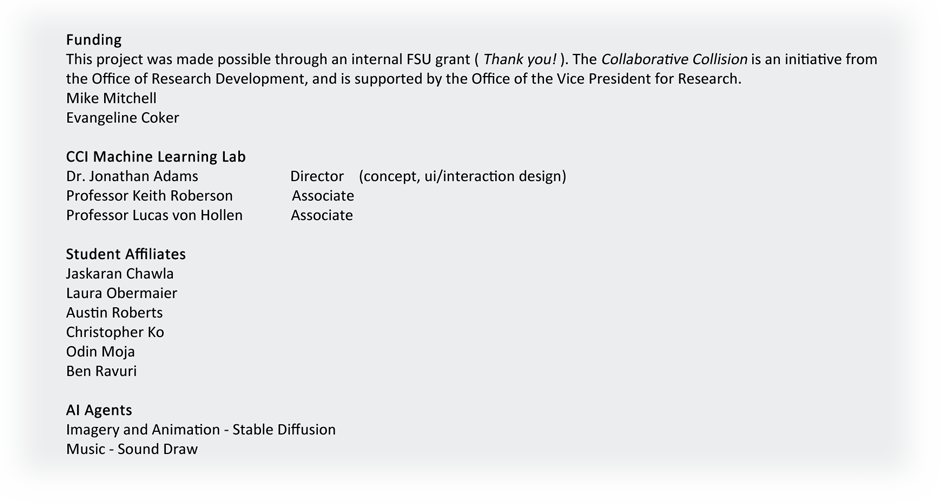 Funding
This project was made possible through an internal FSU grant ( Thank you! ). The Collaborative Collision is an initiative from
the Office of Research Development, and is supported by the Office of the Vice President for Research.
Mike Mitchell
Evangeline Coker
CCI Machine Learning Lab
Dr. Jonathan Adams Director (concept, ui/interaction design)
Professor Keith Roberson Associate
Professor Lucas von Hollen Associate
Student Affiliates
Jaskaran Chawla
Laura Obermaier
Austin Roberts
Christopher Ko
Odin Moja
Ben Ravuri
AI Agents
Imagery and Animation - Stable Diffusion
Music - Sound Draw